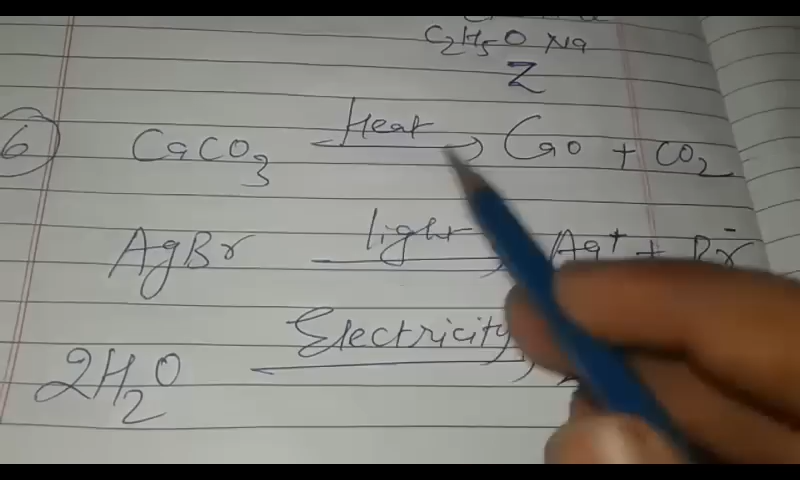 C₂H₅ONa
Z
6 CaCO₃ Heat → CaO + CO₂
AgBr light → Ag⁺ + Br⁻
2H₂O Electricity →